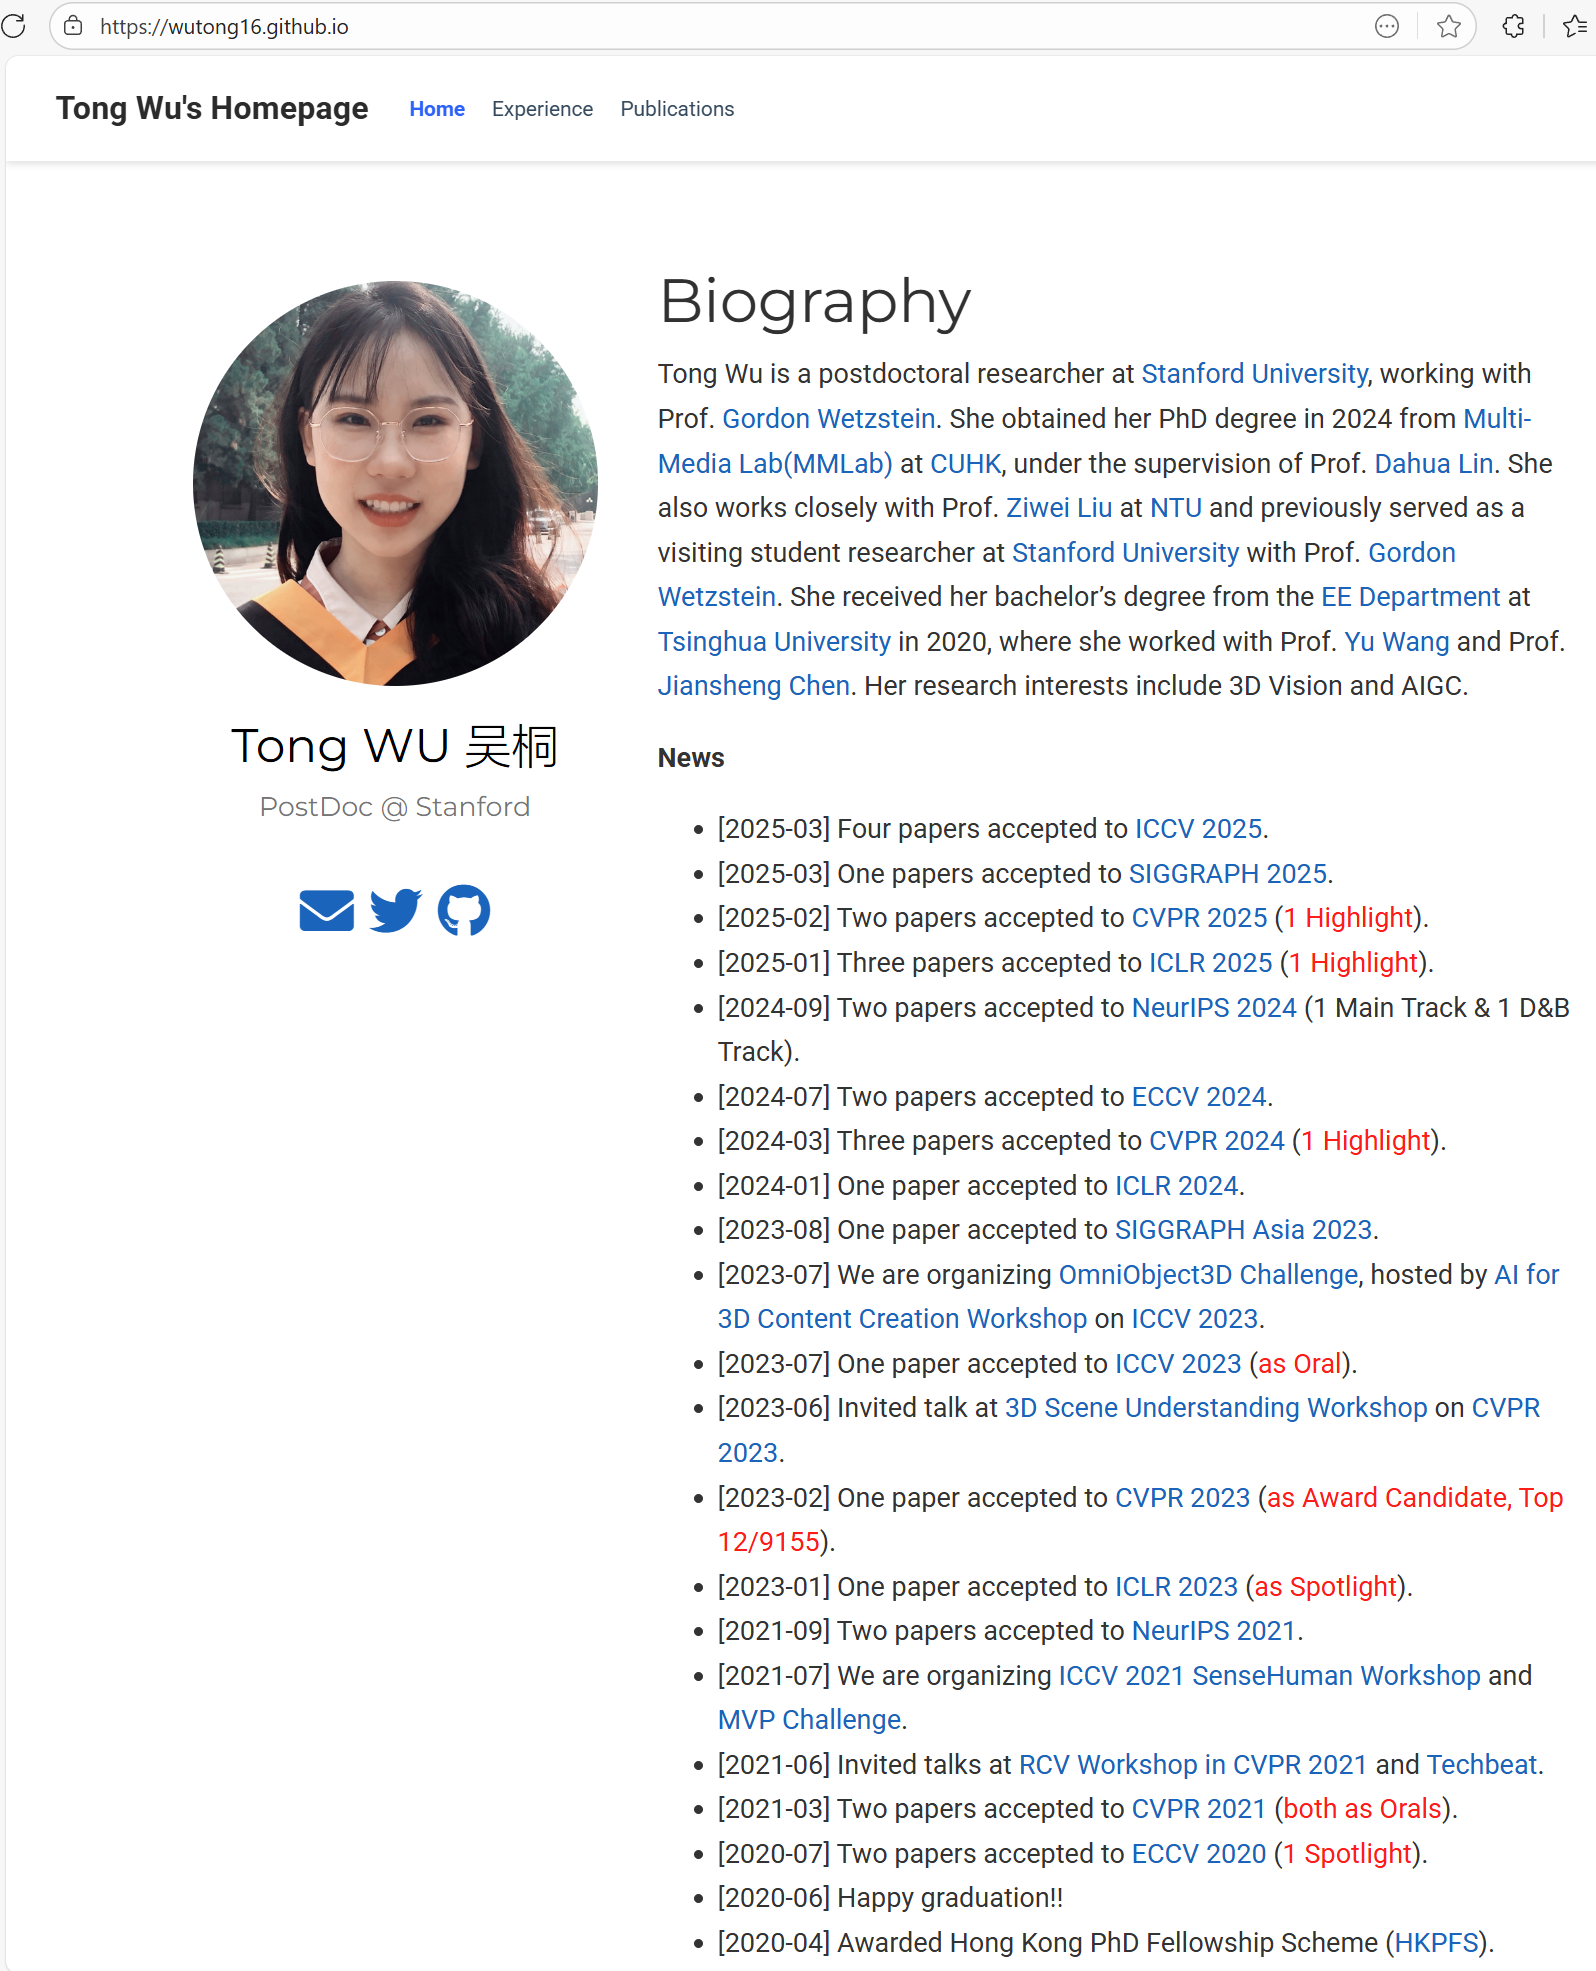 https://wutong16.github.io
Tong Wu's Homepage Home Experience Publications
Biography
Tong Wu is a postdoctoral researcher at Stanford University, working with
Prof. Gordon Wetzstein. She obtained her PhD degree in 2024 from Multi-
Media Lab(MMLab) at CUHK, under the supervision of Prof. Dahua Lin. She
also works closely with Prof. Ziwei Liu at NTU and previously served as a
visiting student researcher at Stanford University with Prof. Gordon
Wetzstein. She received her bachelor’s degree from the EE Department at
Tsinghua University in 2020, where she worked with Prof. Yu Wang and Prof.
Jiansheng Chen. Her research interests include 3D Vision and AIGC.
Tong WU 吴桐
PostDoc @ Stanford
News
[2025-03] Four papers accepted to ICCV 2025.
[2025-03] One papers accepted to SIGGRAPH 2025.
[2025-02] Two papers accepted to CVPR 2025 (1 Highlight).
[2025-01] Three papers accepted to ICLR 2025 (1 Highlight).
[2024-09] Two papers accepted to NeurIPS 2024 (1 Main Track & 1 D&B
Track).
[2024-07] Two papers accepted to ECCV 2024.
[2024-03] Three papers accepted to CVPR 2024 (1 Highlight).
[2024-01] One paper accepted to ICLR 2024.
[2023-08] One paper accepted to SIGGRAPH Asia 2023.
[2023-07] We are organizing OmniObject3D Challenge, hosted by AI for
3D Content Creation Workshop on ICCV 2023.
[2023-07] One paper accepted to ICCV 2023 (as Oral).
[2023-06] Invited talk at 3D Scene Understanding Workshop on CVPR
2023.
[2023-02] One paper accepted to CVPR 2023 (as Award Candidate, Top
12/9155).
[2023-01] One paper accepted to ICLR 2023 (as Spotlight).
[2021-09] Two papers accepted to NeurIPS 2021.
[2021-07] We are organizing ICCV 2021 SenseHuman Workshop and
MVP Challenge.
[2021-06] Invited talks at RCV Workshop in CVPR 2021 and Techbeat.
[2021-03] Two papers accepted to CVPR 2021 (both as Orals).
[2020-07] Two papers accepted to ECCV 2020 (1 Spotlight).
[2020-06] Happy graduation!!
[2020-04] Awarded Hong Kong PhD Fellowship Scheme (HKPFS).